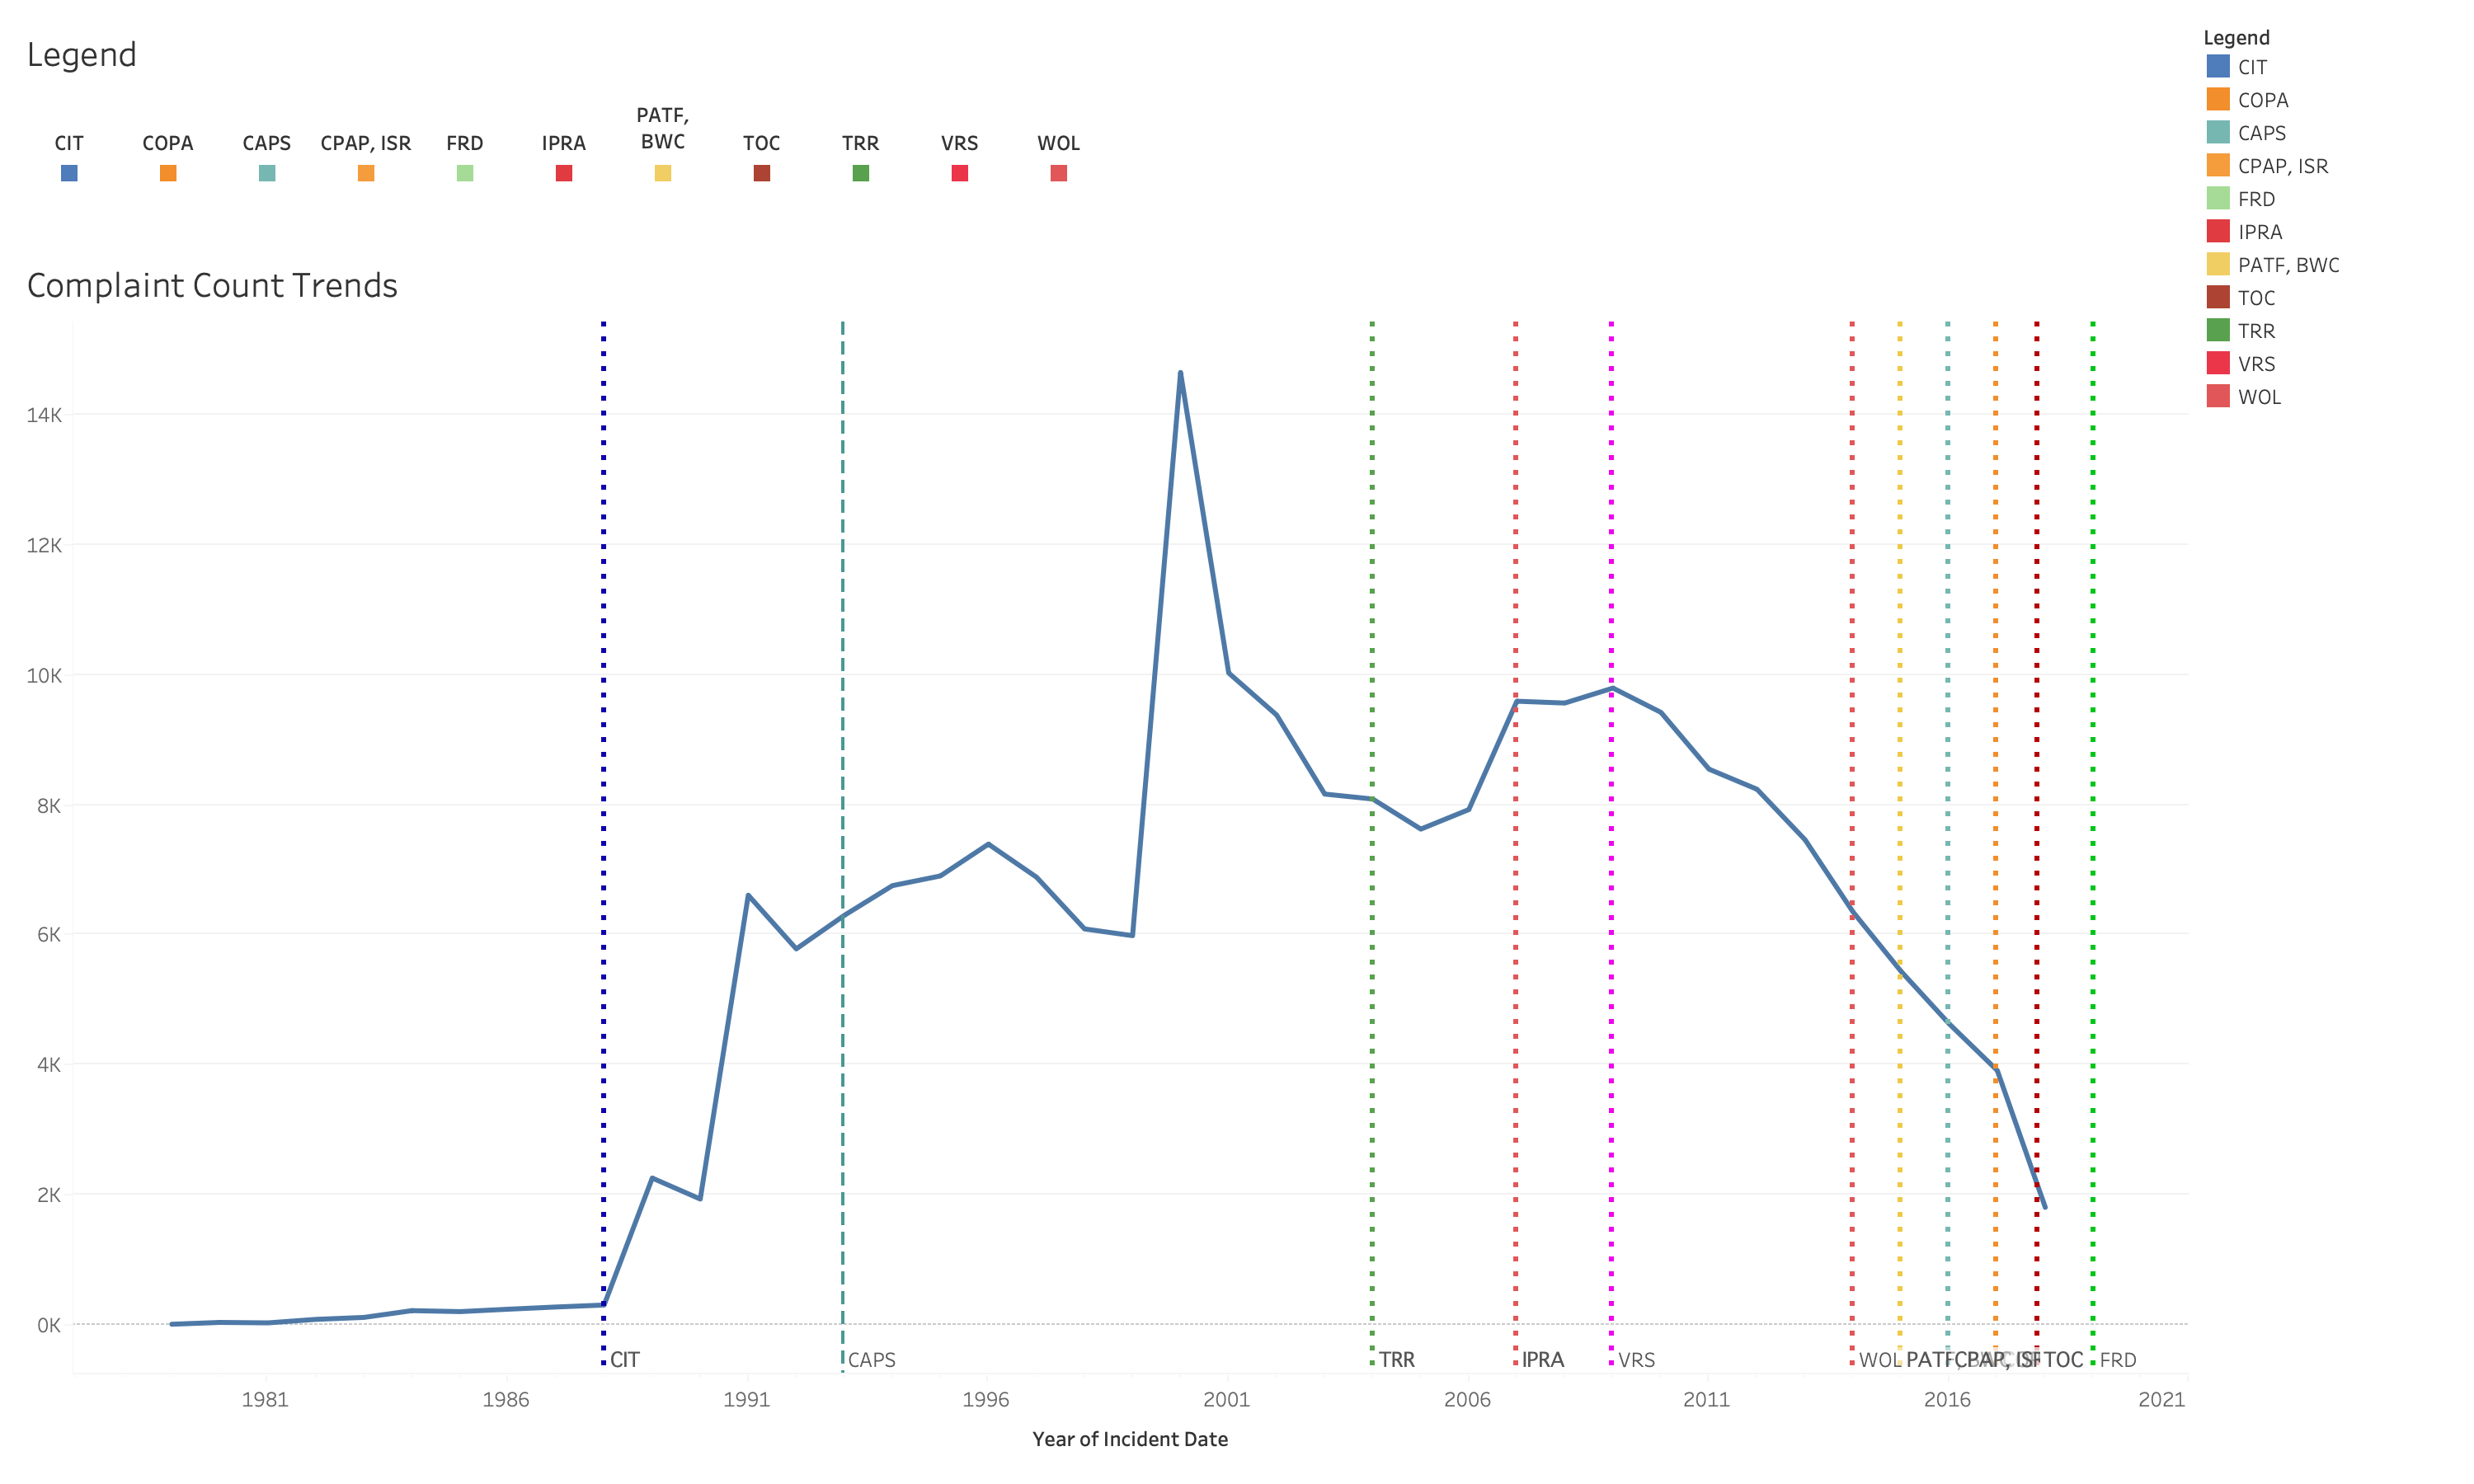 Legend
CIT COPA CAPS CPAP, ISR FRD IPRA PATF, BWC TOC TRR VRS WOL
Legend
CIT
COPA
CAPS
CPAP, ISR
FRD
IPRA
PATF, BWC
TOC
TRR
VRS
WOL
Complaint Count Trends
14K
12K
10K
8K
6K
4K
2K
0K
CIT CAPS TRR IPRA VRS WOL TOC FRD
1981 1986 1991 1996 2001 2006 2011 2016 2021
Year of Incident Date